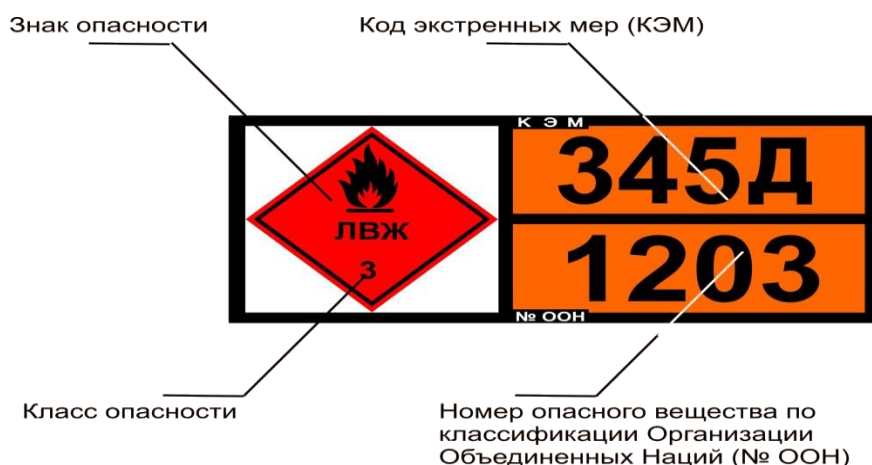 Знак опасности
Код экстренных мер (КЭМ)
К Э М
345Д
ЛВЖ
3
1203
№ ООН
Класс опасности
Номер опасного вещества по
классификации Организации
Объединенных Наций (№ ООН)